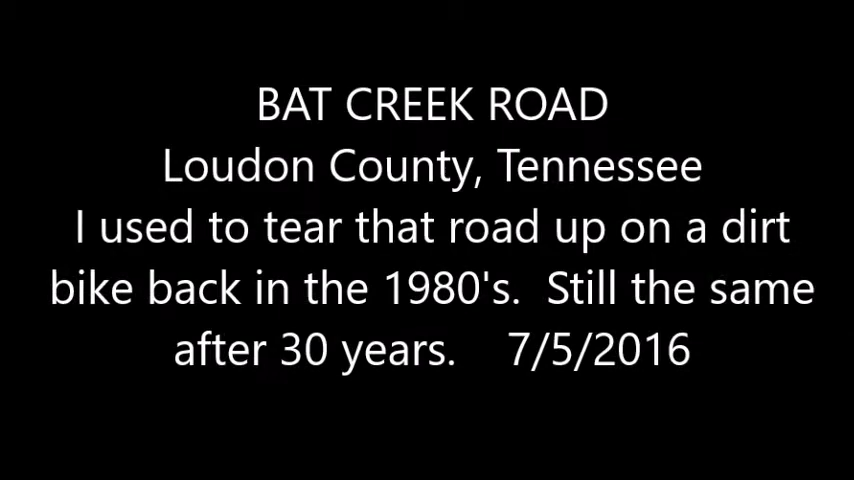 BAT CREEK ROAD
Loudon County, Tennessee
I used to tear that road up on a dirt
bike back in the 1980's.  Still the same
after 30 years.    7/5/2016